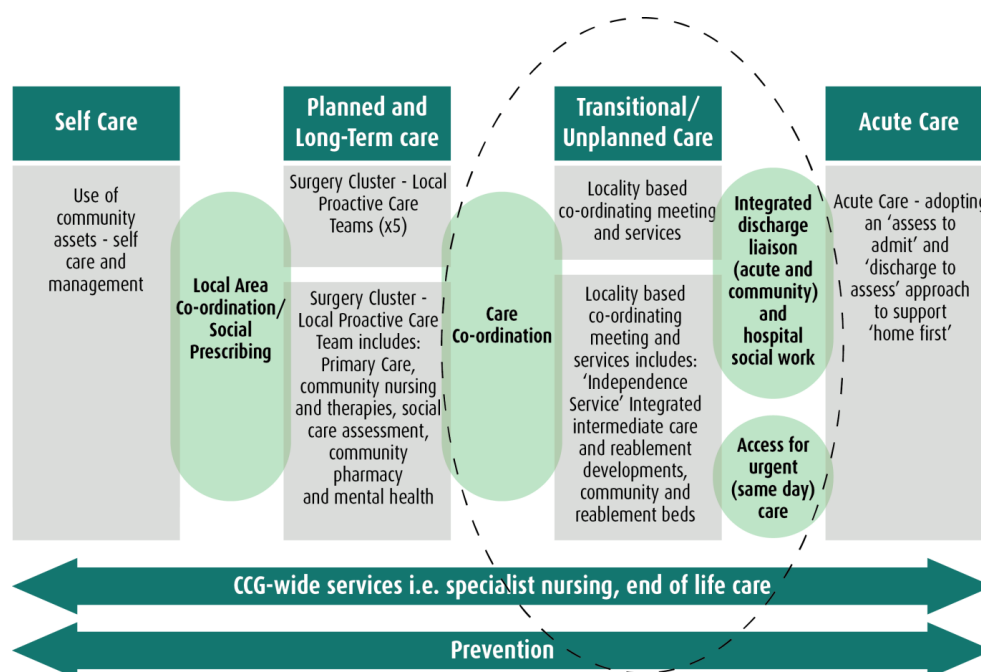 Self Care
Use of
community
assets - self
care and
management
Local Area
Co-ordination/
Social
Prescribing
Planned and
Long-Term care
Surgery Cluster - Local
Proactive Care
Teams (x5)
Surgery Cluster -
Local Proactive Care
Team includes:
Primary Care,
community nursing
and therapies, social
care assessment,
community
pharmacy
and mental health
Care
Co-ordination
Transitional/
Unplanned Care
Locality based
co-ordinating meeting
and services
Locality based
co-ordinating
meeting and
services includes:
‘Independence
Service’ Integrated
intermediate care
and reablement
developments,
community and
reablement beds
Integrated
discharge
liaison
(acute and
community)
and
hospital
social work
Access for
urgent
(same day)
care
Acute Care
Acute Care - adopting
an ‘assess to
admit’ and
‘discharge to
assess’ approach
to support
‘home first’
CCG-wide services i.e. specialist nursing, end of life care
Prevention